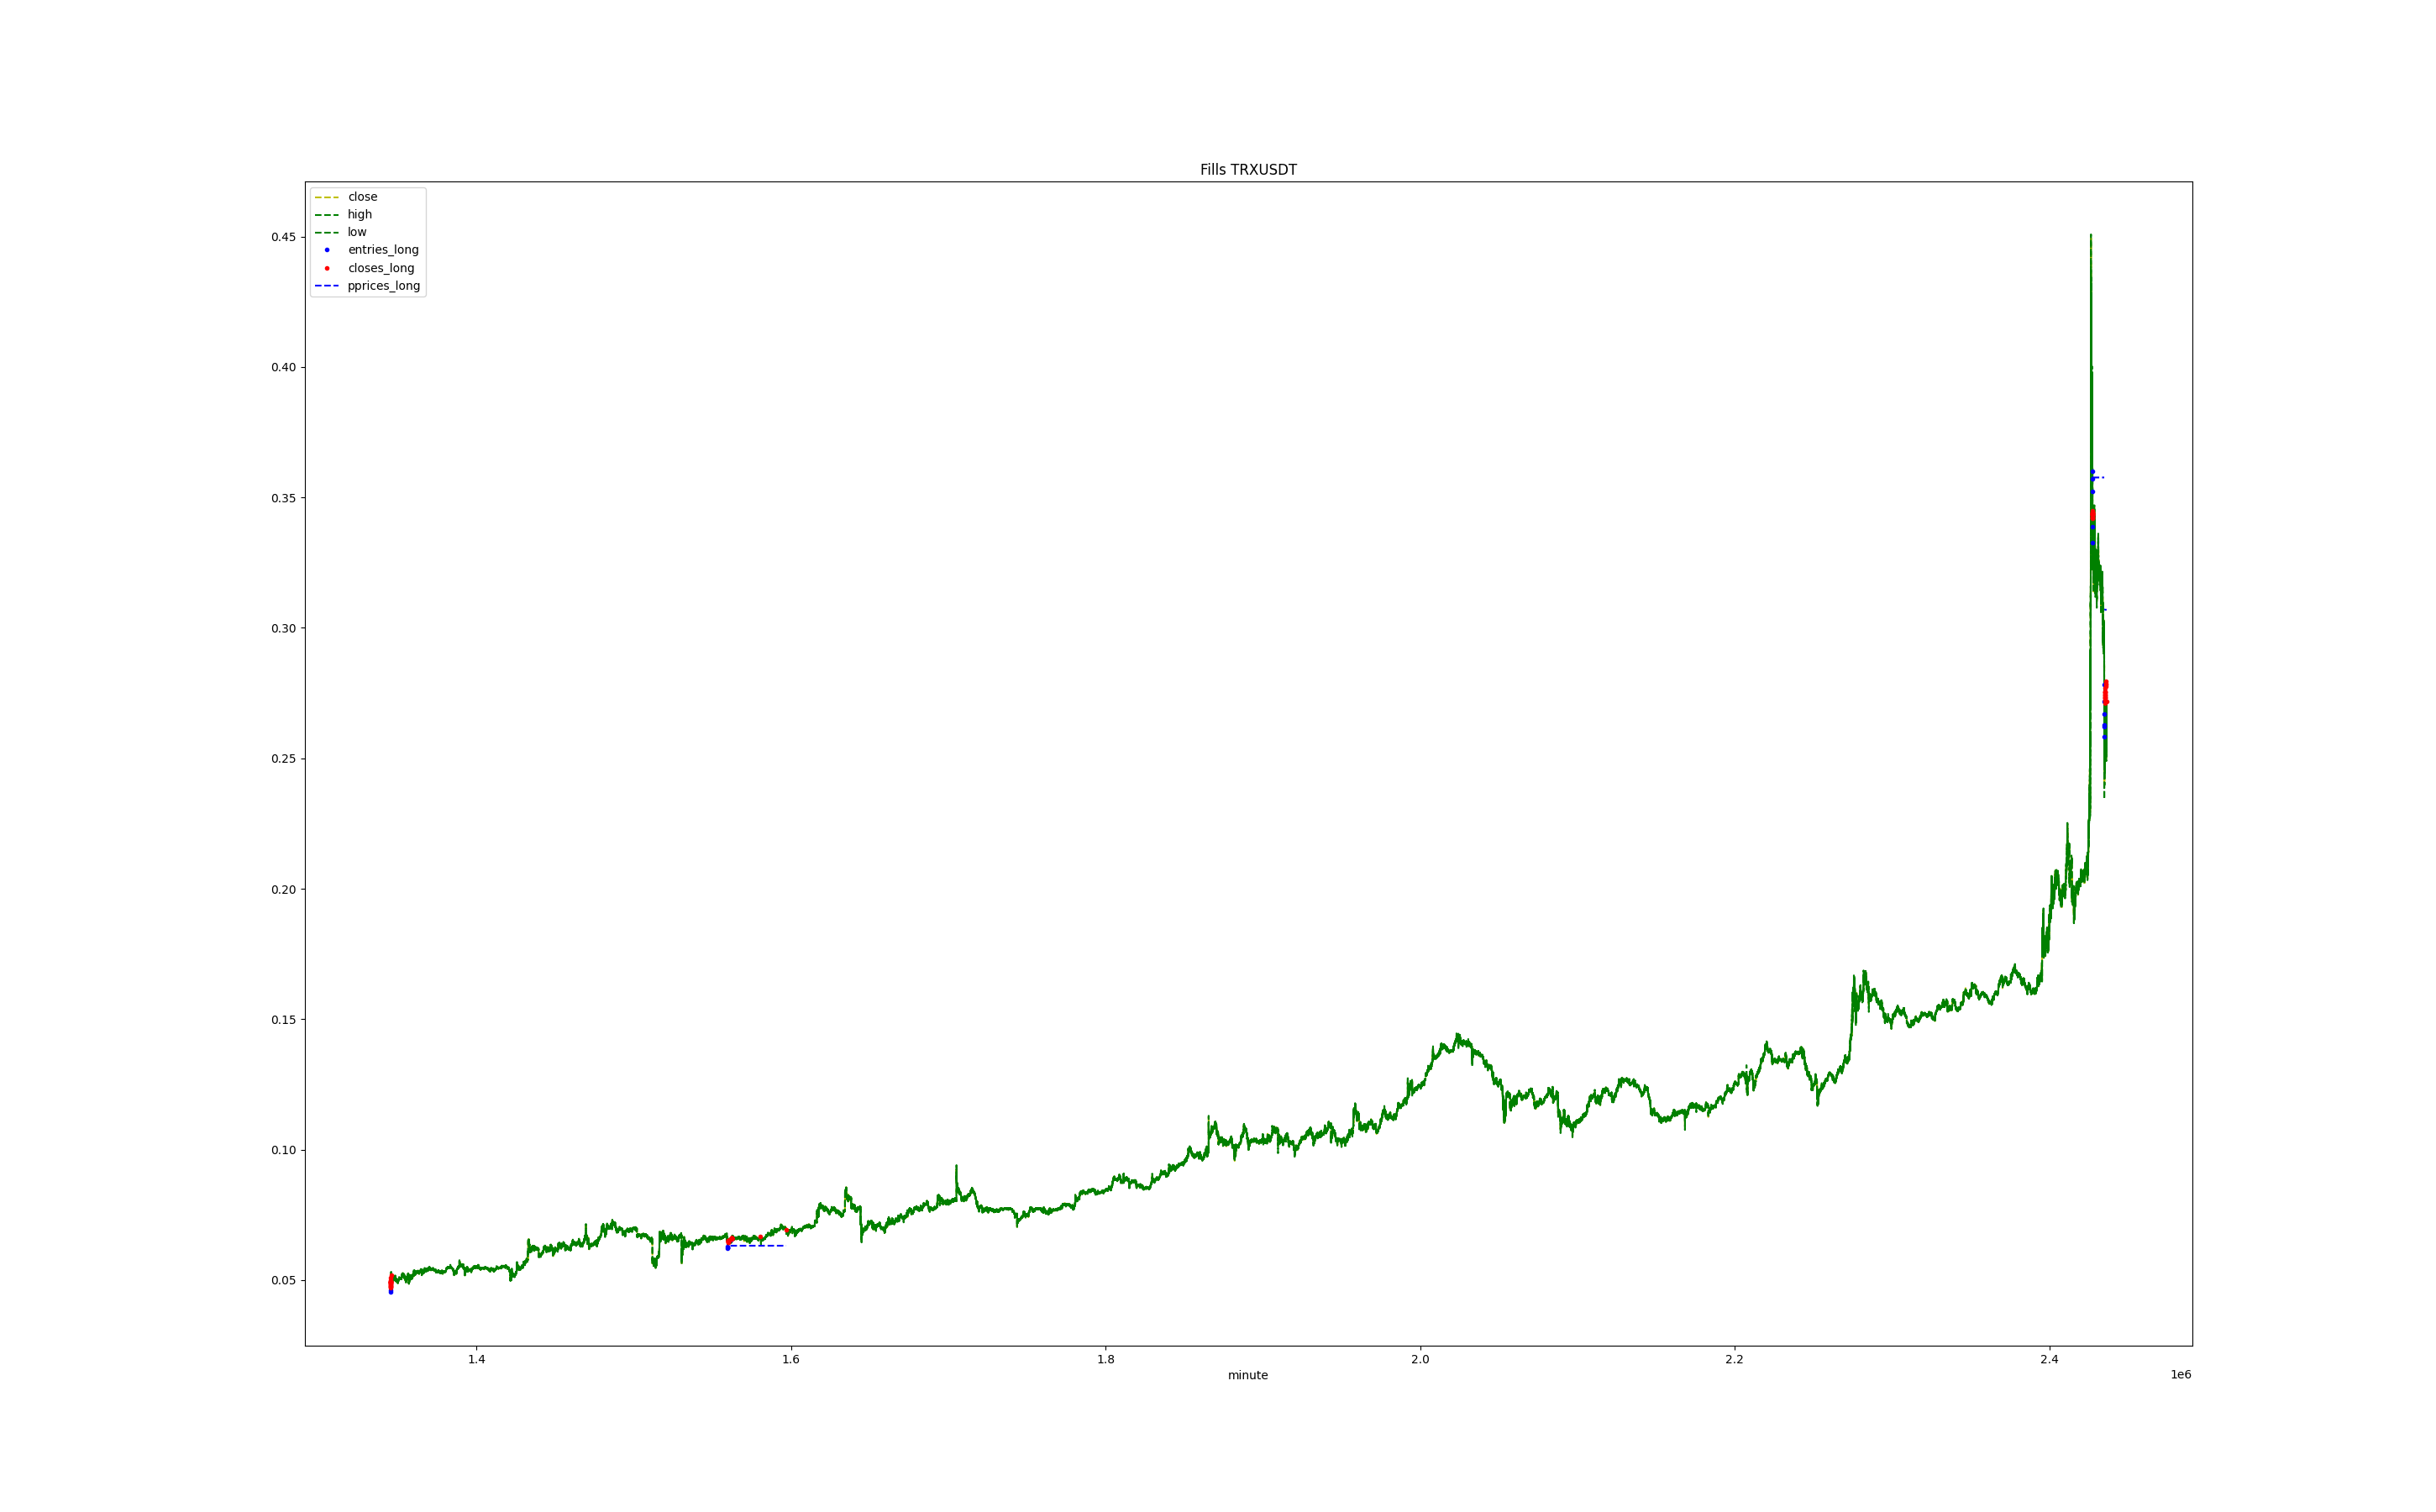 Fills TRXUSDT
close
high
low
entries_long
closes_long
pprices_long
0.45
0.40
0.35
0.30
0.25
0.20
0.15
0.10
0.05
1.4 1.6 1.8 2.0 2.2 2.4
minute 1e6